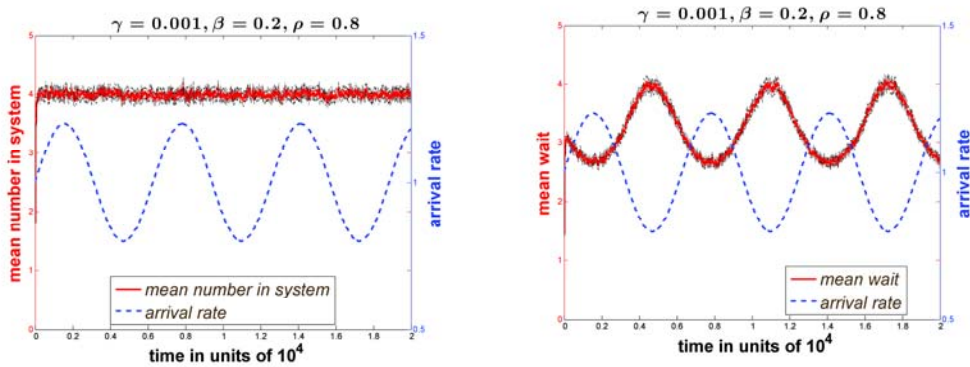 γ = 0.001, β = 0.2, ρ = 0.8
5
4
3
2
1
0
mean number in system
1.5
1
0.5
arrival rate
mean number in system
arrival rate
0 0.2 0.4 0.6 0.8 1 1.2 1.4 1.6 1.8 2
time in units of 10^4
γ = 0.001, β = 0.2, ρ = 0.8
5
4
3
2
1
0
mean wait
1.5
1
0.5
arrival rate
mean wait
arrival rate
0 0.2 0.4 0.6 0.8 1 1.2 1.4 1.6 1.8 2
time in units of 10^4